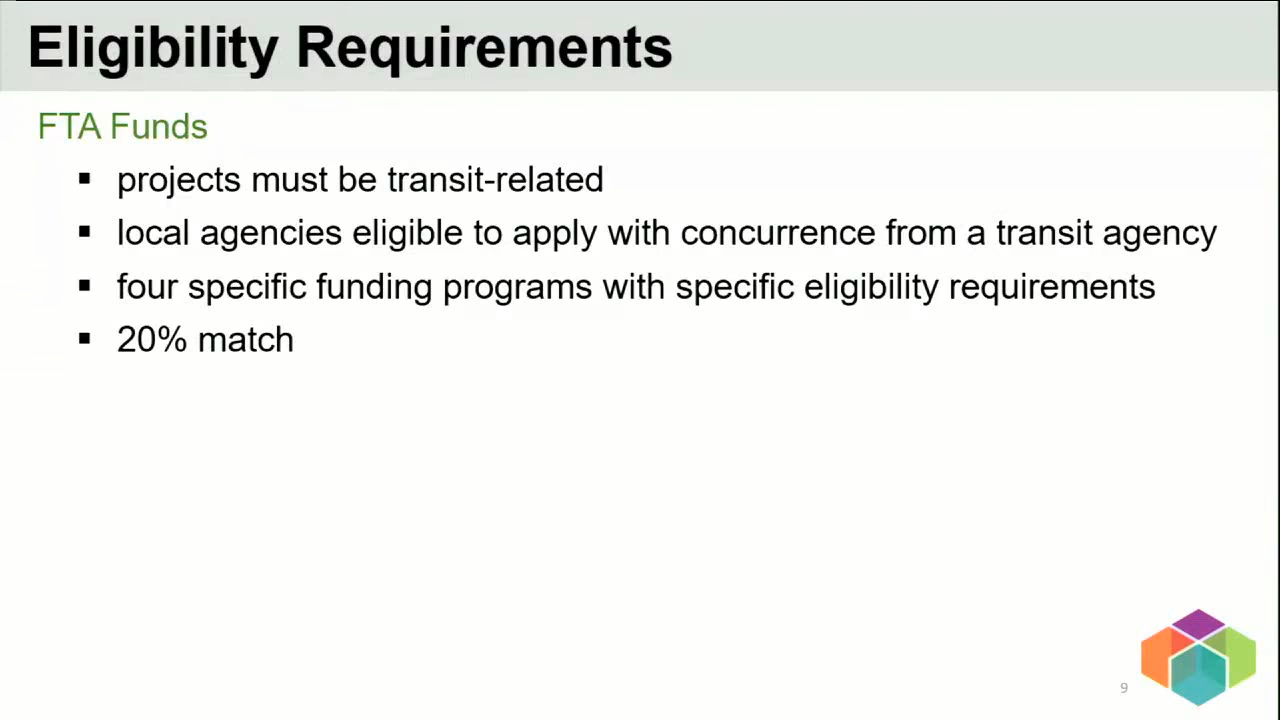 Eligibility Requirements
FTA Funds
▪ projects must be transit-related
▪ local agencies eligible to apply with concurrence from a transit agency
▪ four specific funding programs with specific eligibility requirements
▪ 20% match
9